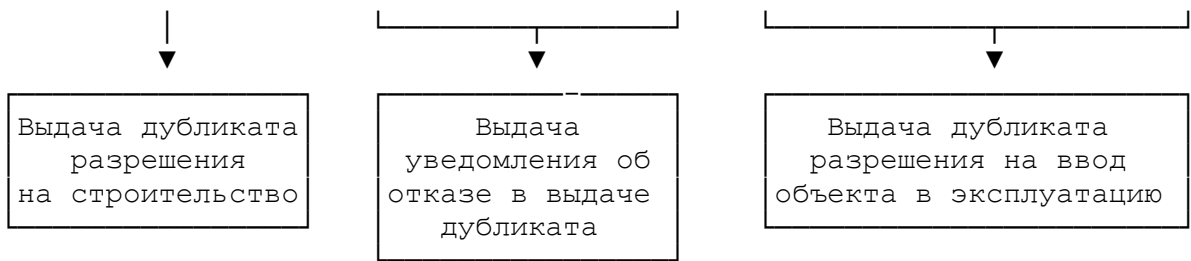 Выдача дубликата
разрешения
на строительство
Выдача
уведомления об
отказе в выдаче
дубликата
Выдача дубликата
разрешения на ввод
объекта в эксплуатацию